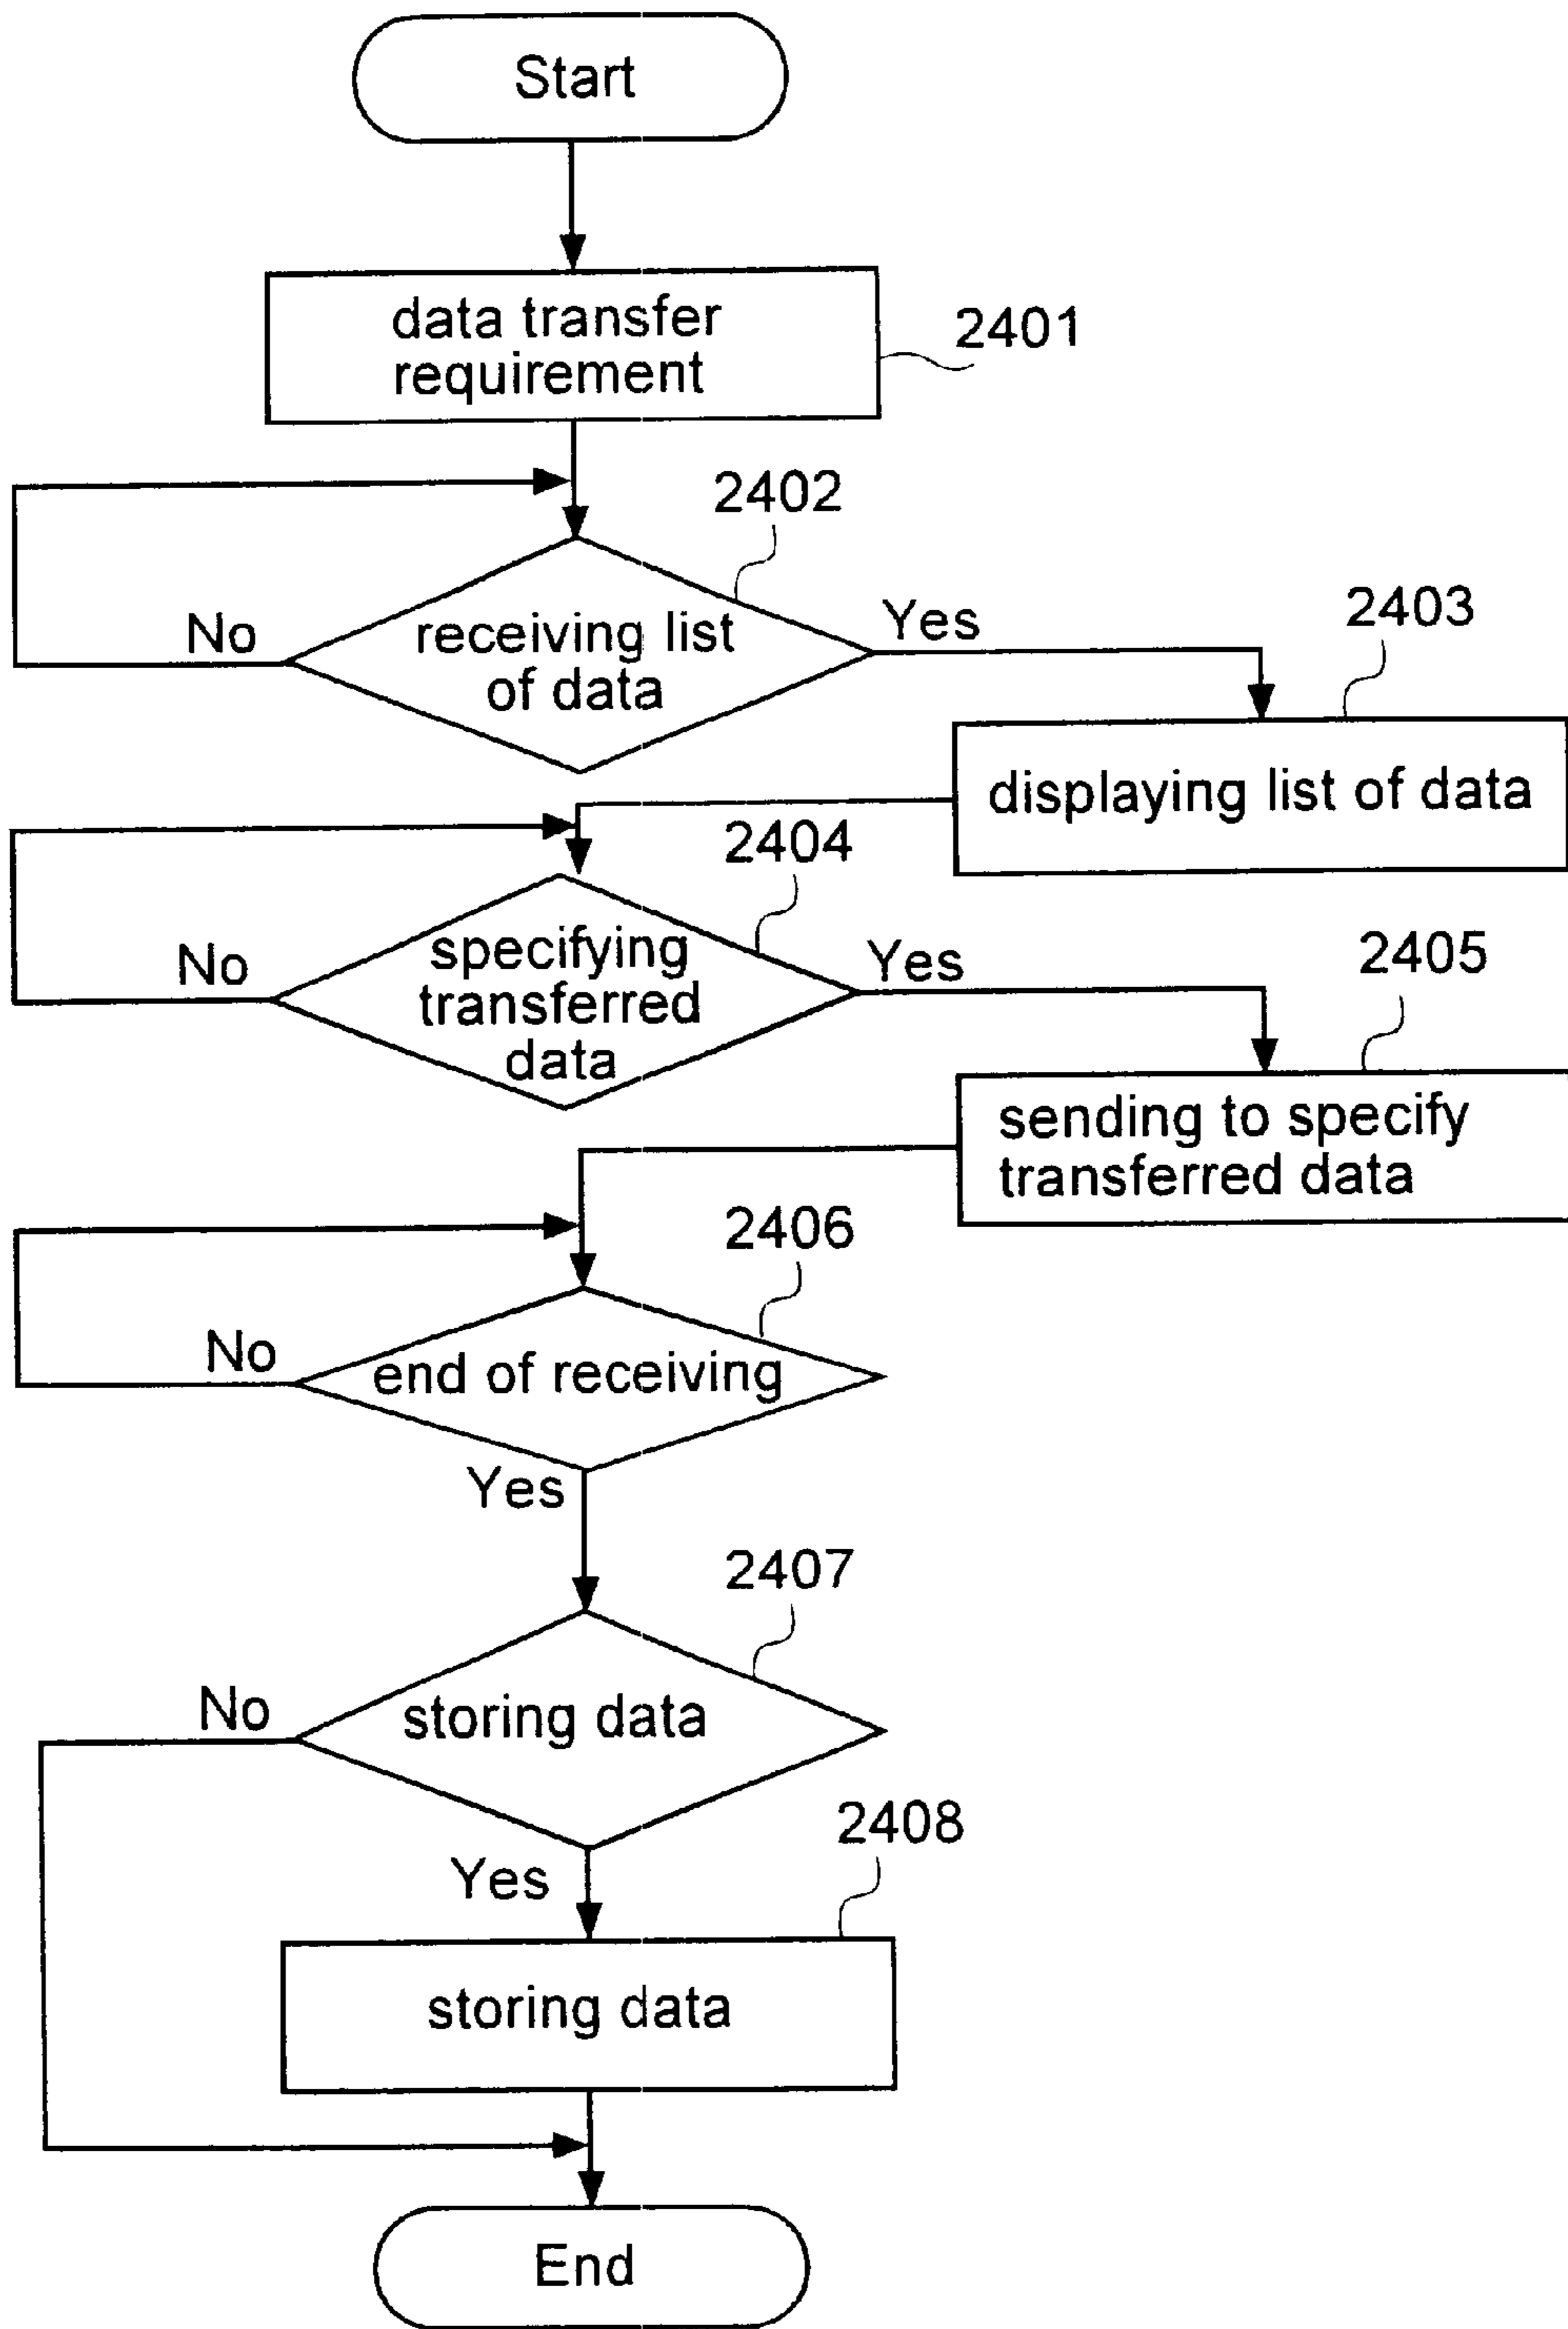 Start
data transfer
requirement
2401
2402
No
receiving list
of data
Yes
2403
displaying list of data
2404
No
specifying
transferred
data
Yes
2405
sending to specify
transferred data
2406
No
end of receiving
Yes
2407
No
storing data
Yes
2408
storing data
End